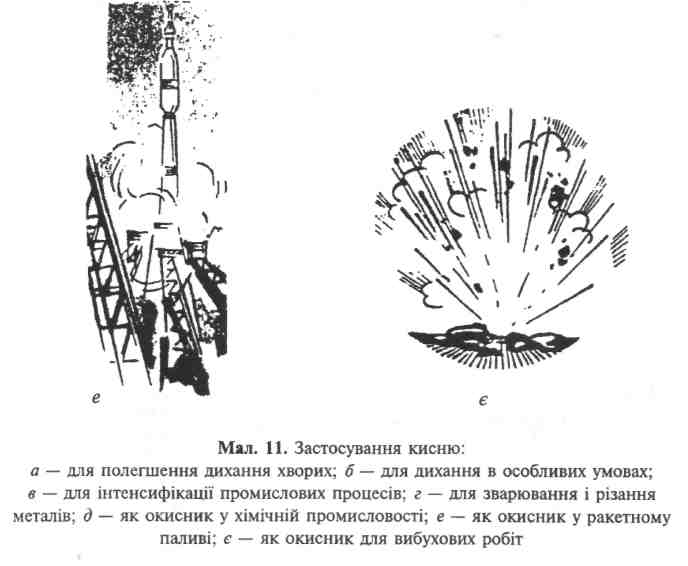 е
є
Мал. 11. Застосування кисню:
а — для полегшення дихання хворих; б — для дихання в особливих умовах;
в — для інтенсифікації промислових процесів; г — для зварювання і різання
металів; д — як окисник у хімічній промисловості; е — як окисник у ракетному
паливі; є — як окисник для вибухових робіт